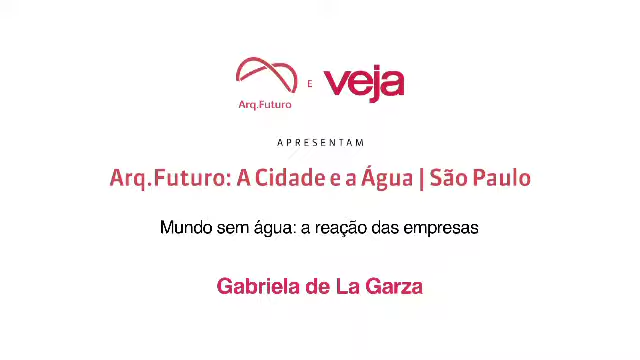 Arq.Futuro E veja
APRESENTAM
Arq.Futuro: A Cidade e a Água | São Paulo
Mundo sem água: a reação das empresas
Gabriela de La Garza